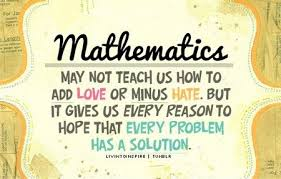 Mathematics
MAY NOT TEACH US HOW TO
ADD LOVE OR MINUS HATE. BUT
IT GIVES US EVERY REASON TO
HOPE THAT EVERY PROBLEM
HAS A SOLUTION.
LIVINTOINSPIRE | TUMBLR